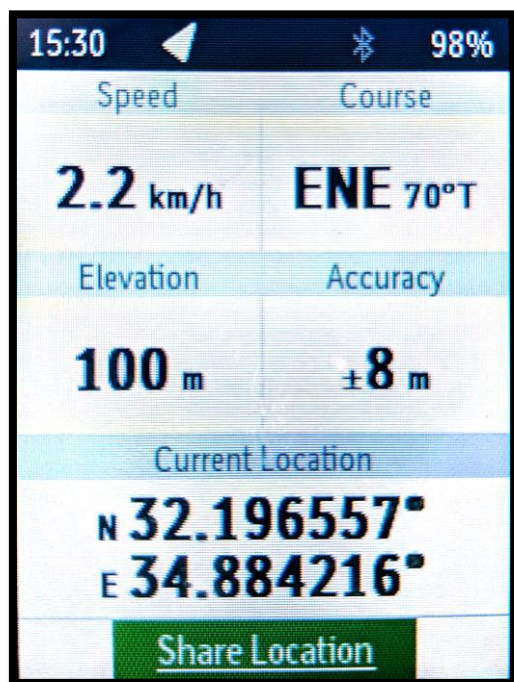 15:30 98%
Speed Course
2.2 km/h ENE 70°T
Elevation Accuracy
100 m ±8 m
Current Location
N 32.196557°
E 34.884216°
Share Location